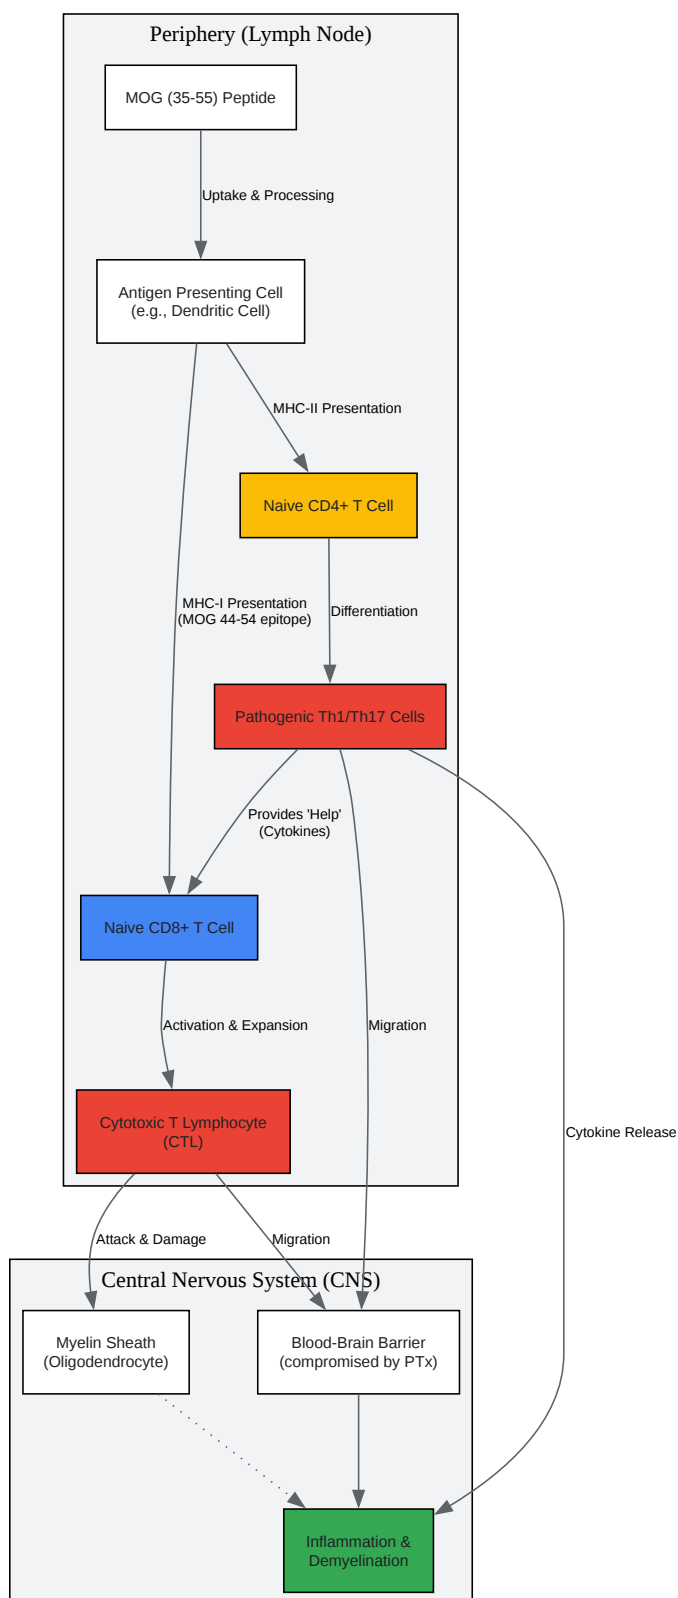 Periphery (Lymph Node)
MOG (35-55) Peptide
Uptake & Processing
Antigen Presenting Cell
(e.g., Dendritic Cell)
MHC-II Presentation
Naive CD4+ T Cell
MHC-I Presentation
(MOG 44-54 epitope)
Differentiation
Pathogenic Th1/Th17 Cells
Provides 'Help'
(Cytokines)
Naive CD8+ T Cell
Activation & Expansion
Migration
Cytotoxic T Lymphocyte
(CTL)
Cytokine Release
Attack & Damage
Migration
Central Nervous System (CNS)
Myelin Sheath
(Oligodendrocyte)
Blood-Brain Barrier
(compromised by PTx)
Inflammation &
Demyelination